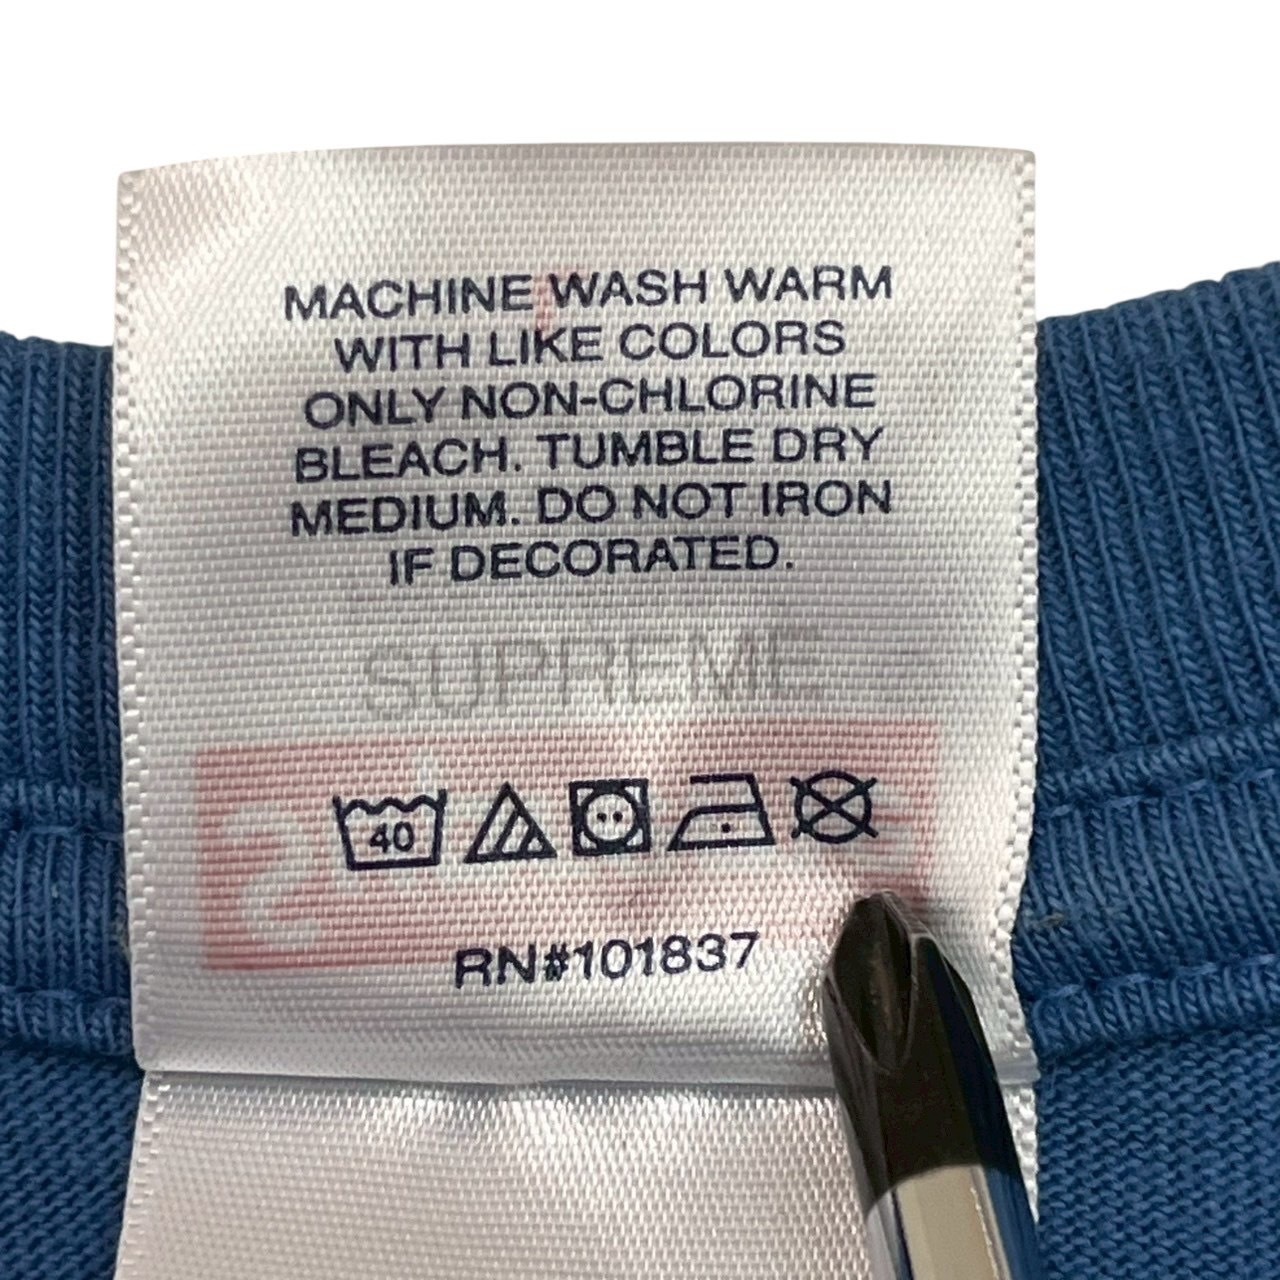 MACHINE WASH WARM
WITH LIKE COLORS
ONLY NON-CHLORINE
BLEACH. TUMBLE DRY
MEDIUM. DO NOT IRON
IF DECORATED.
SUPREME
40
RN#101837